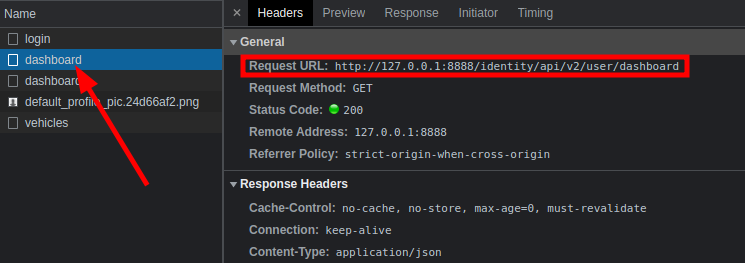 Name
login
dashboard
dashboard
default_profile_pic.24d66af2.png
vehicles
× Headers Preview Response Initiator Timing
General
Request URL: http://127.0.0.1:8888/identity/api/v2/user/dashboard
Request Method: GET
Status Code: 200
Remote Address: 127.0.0.1:8888
Referrer Policy: strict-origin-when-cross-origin
Response Headers
Cache-Control: no-cache, no-store, max-age=0, must-revalidate
Connection: keep-alive
Content-Type: application/json